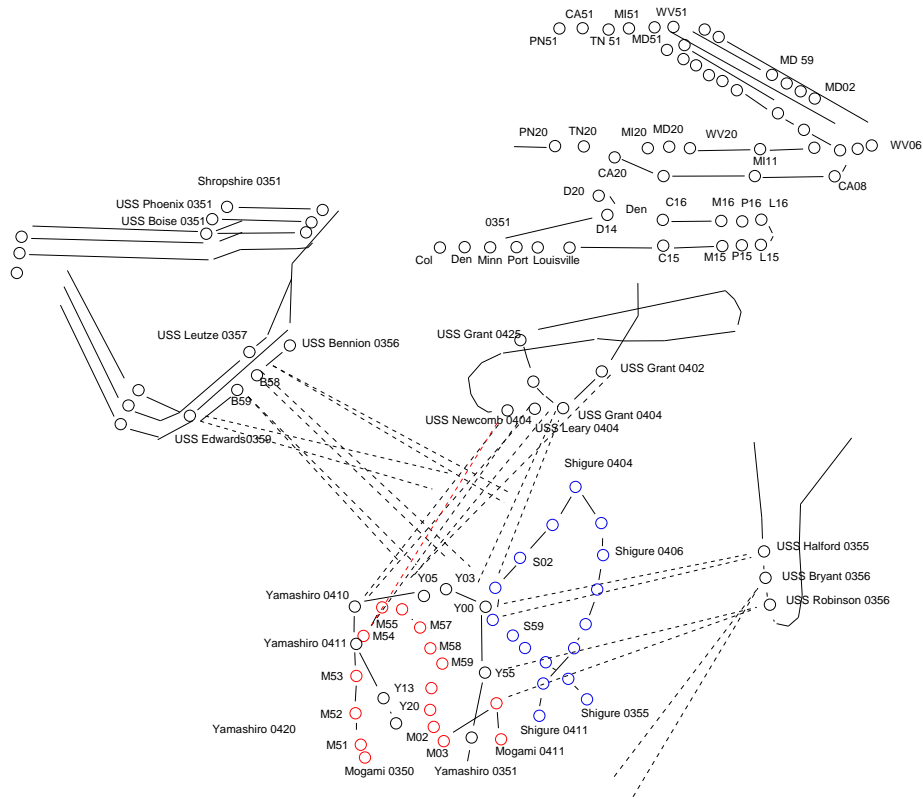 CA51 MI51 WV51
PN51 TN 51 MD51
MD 59
MD02
PN20 TN20 MI20 MD20 WV20 WV06
MI11
CA20 CA08
Shropshire 0351
USS Phoenix 0351
USS Boise 0351
D20 Den C16 M16 P16 L16
0351 D14
Col Den Minn Port Louisville C15 M15 P15 L15
USS Leutze 0357 USS Bennion 0356
USS Grant 0425
USS Grant 0402
B58
B59
USS Newcomb 0404 USS Grant 0404
USS Leary 0404
USS Edwards0359
Shigure 0404
USS Halford 0355
Shigure 0406
S02
USS Bryant 0356
Y05 Y03
Yamashiro 0410
USS Robinson 0356
Y00
M55 M57 S59
M54
Yamashiro 0411
M58
M59 Y55
M53
Y13
Y20
M52
Shigure 0355
Yamashiro 0420 M02 Shigure 0411
M51 M03 Mogami 0411
Mogami 0350 Yamashiro 0351